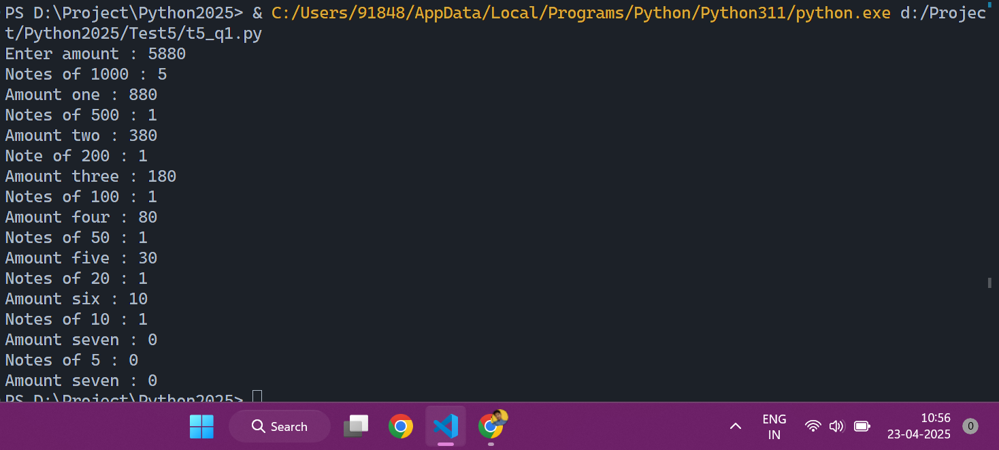 PS D:\Project\Python2025> & C:/Users/91848/AppData/Local/Programs/Python/Python311/python.exe d:/Projec
t/Python2025/Test5/t5_q1.py
Enter amount : 5880
Notes of 1000 : 5
Amount one : 880
Notes of 500 : 1
Amount two : 380
Note of 200 : 1
Amount three : 180
Notes of 100 : 1
Amount four : 80
Notes of 50 : 1
Amount five : 30
Notes of 20 : 1
Amount six : 10
Notes of 10 : 1
Amount seven : 0
Notes of 5 : 0
Amount seven : 0
PS D:\Project\Python2025>
Search
ENG
IN
10:56
23-04-2025
0